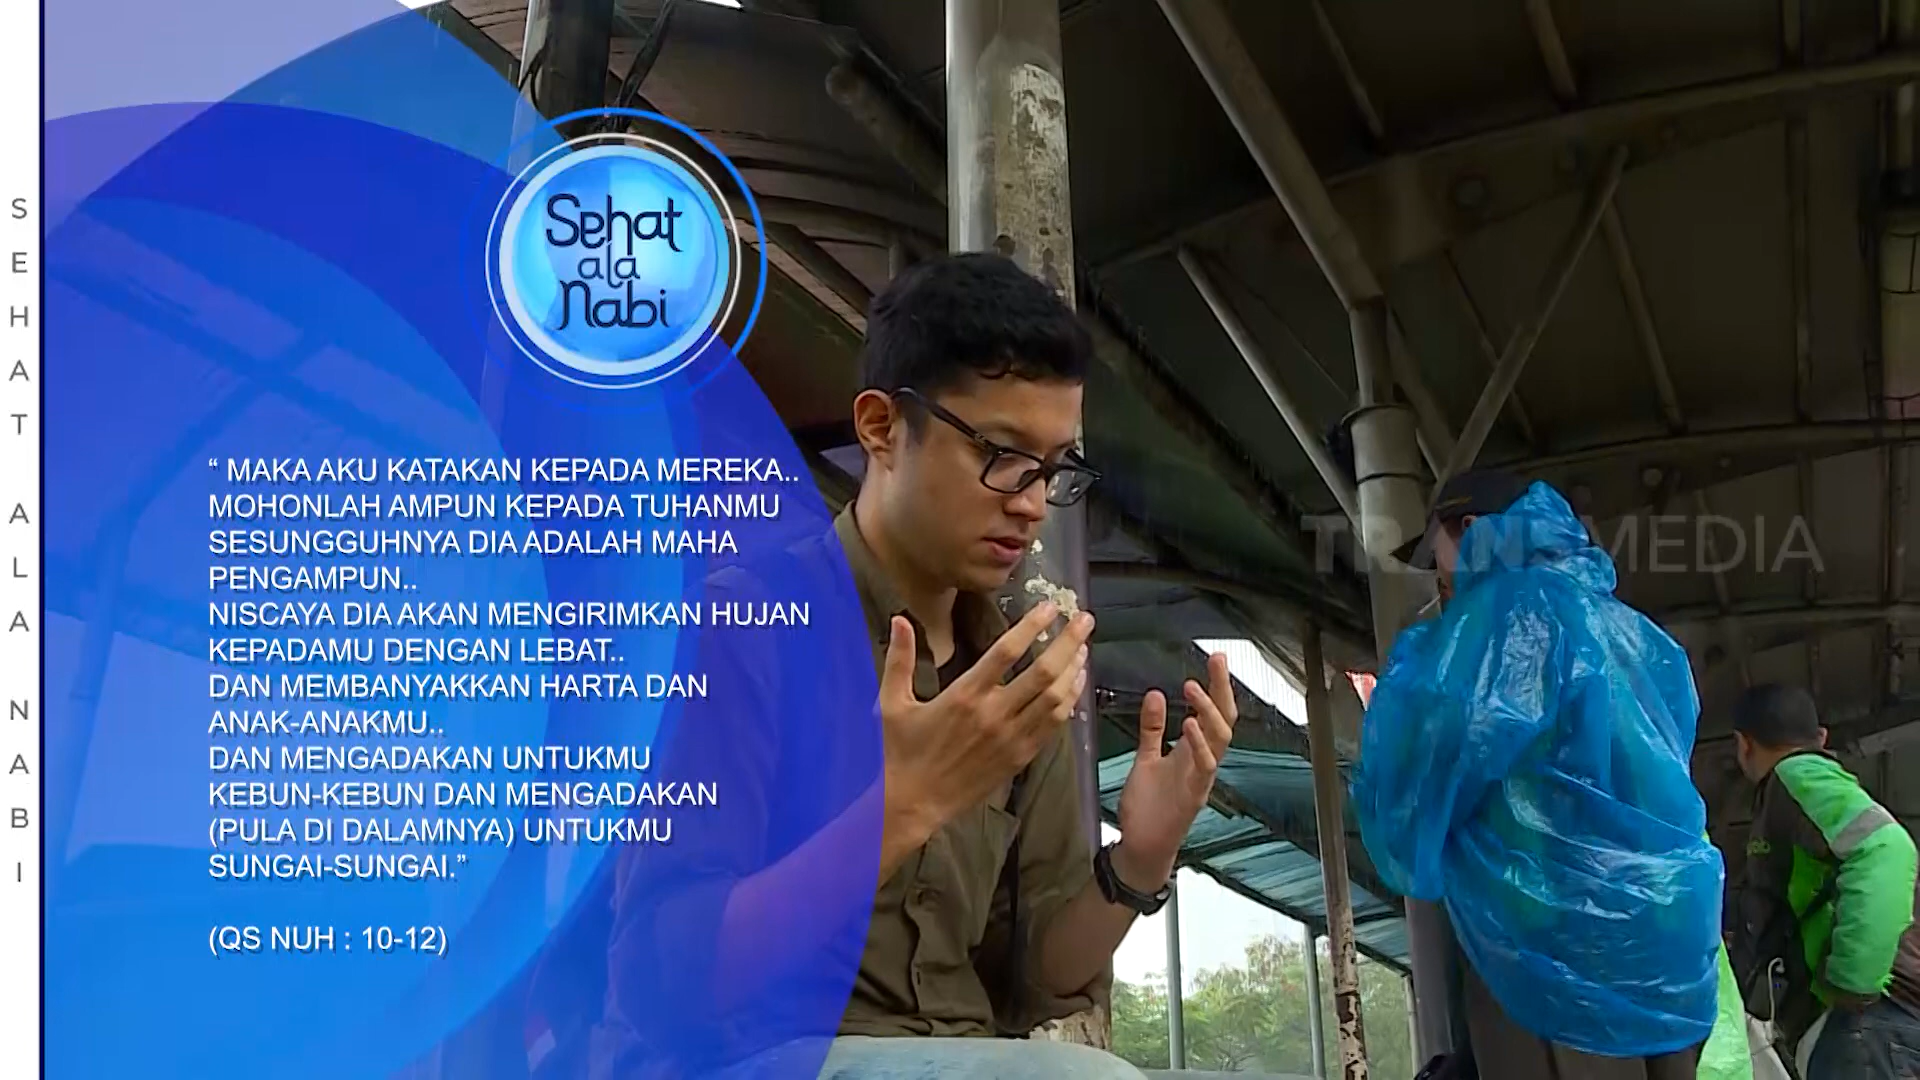 SEHAT ALA NABI
Sehat
ala
Nabi
“ MAKA AKU KATAKAN KEPADA MEREKA..
MOHONLAH AMPUN KEPADA TUHANMU
SESUNGGUHNYA DIA ADALAH MAHA
PENGAMPUN..
NISCAYA DIA AKAN MENGIRIMKAN HUJAN
KEPADAMU DENGAN LEBAT..
DAN MEMBANYAKKAN HARTA DAN
ANAK-ANAKMU..
DAN MENGADAKAN UNTUKMU
KEBUN-KEBUN DAN MENGADAKAN
(PULA DI DALAMNYA) UNTUKMU
SUNGAI-SUNGAI.”
(QS NUH : 10-12)
TRANSMEDIA